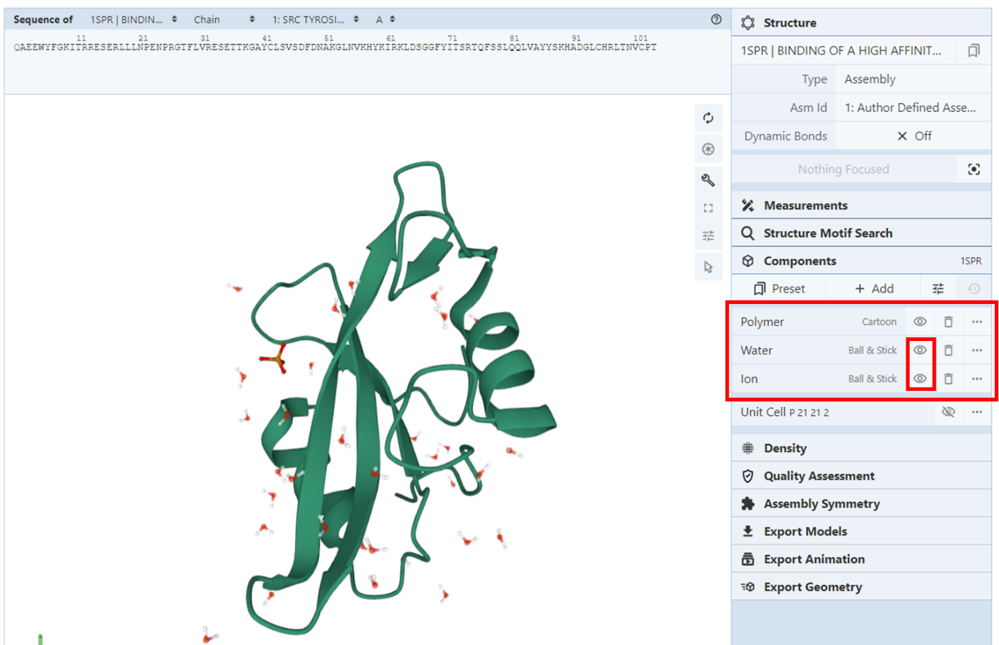 Sequence of 1SPR | BINDIN... Chain 1: SRC TYROSI... A
11 21 31 41 51 61 71 81 91 101
QAEEWYFGKITRRESERLLLNPENPRGTFLVRESETTKGAYCLSVSDFDNAKGLNVKHYKIRKLDSGGFYITSRTQFSSLQQLVAYYSKHADGLCHRLTNVCPT
Structure
1SPR | BINDING OF A HIGH AFFINIT...
Type Assembly
Asm Id 1: Author Defined Asse...
Dynamic Bonds Off
Nothing Focused
Measurements
Structure Motif Search
Components 1SPR
Preset + Add
Polymer Cartoon
Water Ball & Stick
Ion Ball & Stick
Unit Cell P 21 21 2
Density
Quality Assessment
Assembly Symmetry
Export Models
Export Animation
Export Geometry